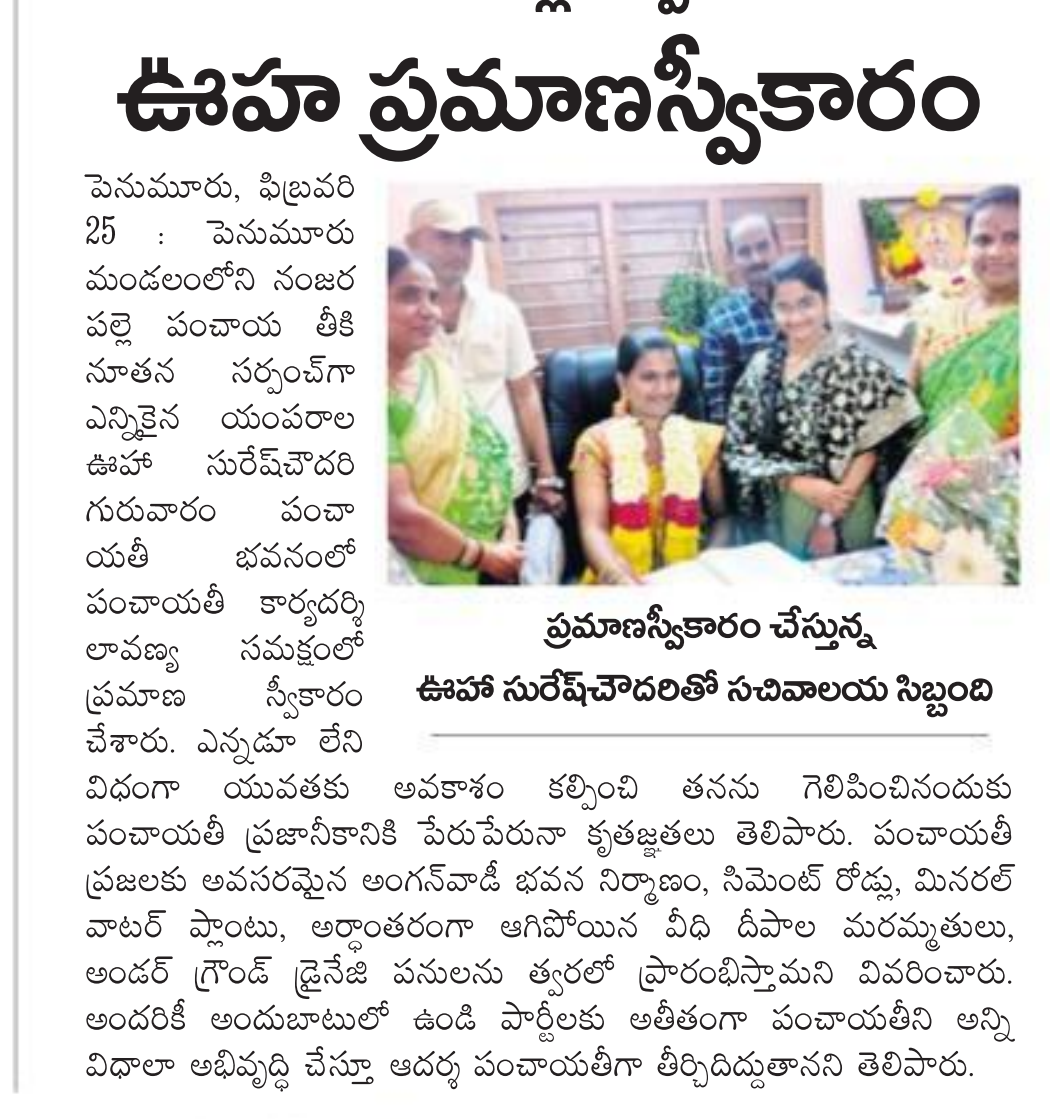 ఊహ ప్రమాణస్వీకారం
పెనుమూరు, ఫిబ్రవరి
25 : పెనుమూరు
మండలంలోని నంజర
పల్లె పంచాయ తీకి
నూతన సర్పంచ్‌గా
ఎన్నికైన యంపరాల
ఊహా సురేష్‌చౌదరి
గురువారం పంచా
యతీ భవనంలో
పంచాయతీ కార్యదర్శి
లావణ్య సమక్షంలో
ప్రమాణ స్వీకారం
చేశారు. ఎన్నడూ లేని
విధంగా యువతకు అవకాశం కల్పించి తనను గెలిపించినందుకు
పంచాయతీ ప్రజానీకానికి పేరుపేరునా కృతజ్ఞతలు తెలిపారు. పంచాయతీ
ప్రజలకు అవసరమైన అంగన్‌వాడీ భవన నిర్మాణం, సిమెంట్ రోడ్లు, మినరల్
వాటర్ ప్లాంటు, అర్ధాంతరంగా ఆగిపోయిన వీధి దీపాల మరమ్మతులు,
అండర్ గ్రౌండ్ డ్రైనేజి పనులను త్వరలో ప్రారంభిస్తామని వివరించారు.
అందరికీ అందుబాటులో ఉండి పార్టీలకు అతీతంగా పంచాయతీని అన్ని
విధాలా అభివృద్ధి చేస్తూ ఆదర్శ పంచాయతీగా తీర్చిదిద్దుతానని తెలిపారు.
ప్రమాణస్వీకారం చేస్తున్న
ఊహా సురేష్‌చౌదరితో సచివాలయ సిబ్బంది